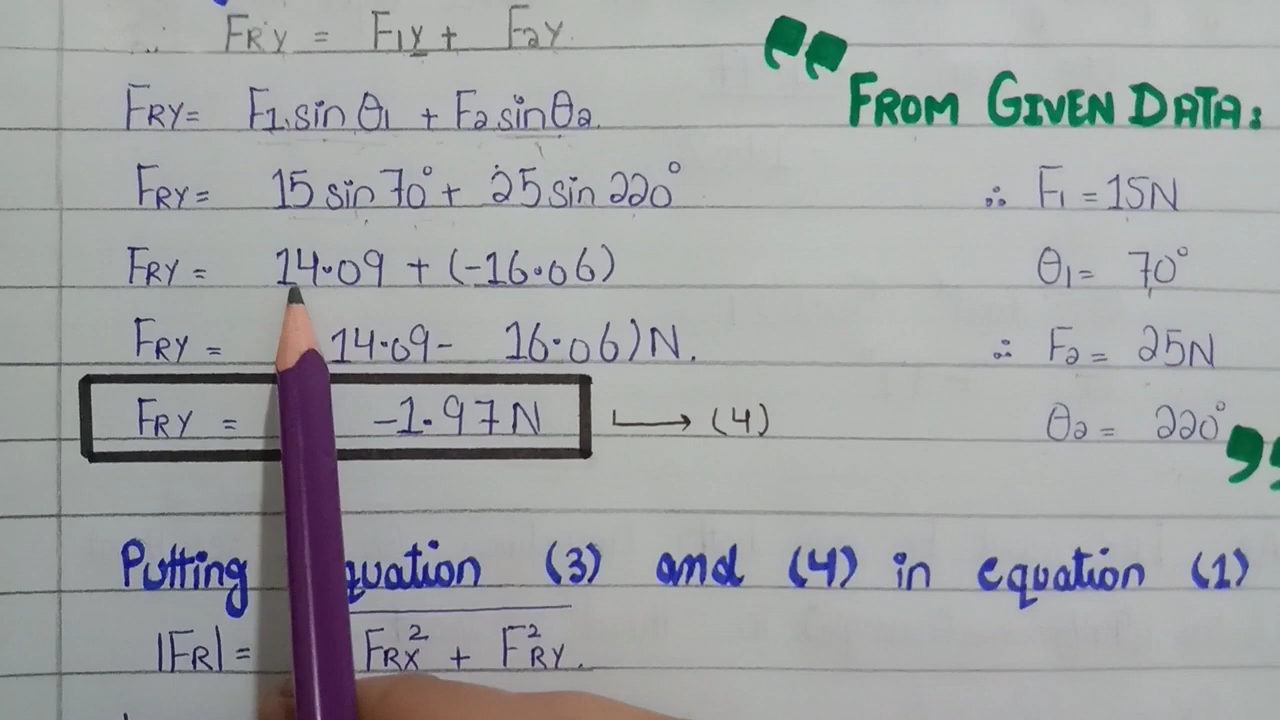 ∴ FRY = F1Y + F2Y
FRY = F1 sin θ1 + F2 sin θ2
FRY = 15 sin 70° + 25 sin 220°
FRY = 14.09 + (-16.06)
FRY = 14.09 - 16.06) N.
FRY = -1.97 N → (4)
Putting quation (3) and (4) in equation (1)
|FR| = FRX² + F²RY.
“ FROM GIVEN DATA:
∴ F1 = 15N
θ1 = 70°
∴ F2 = 25N
θ2 = 220° ”